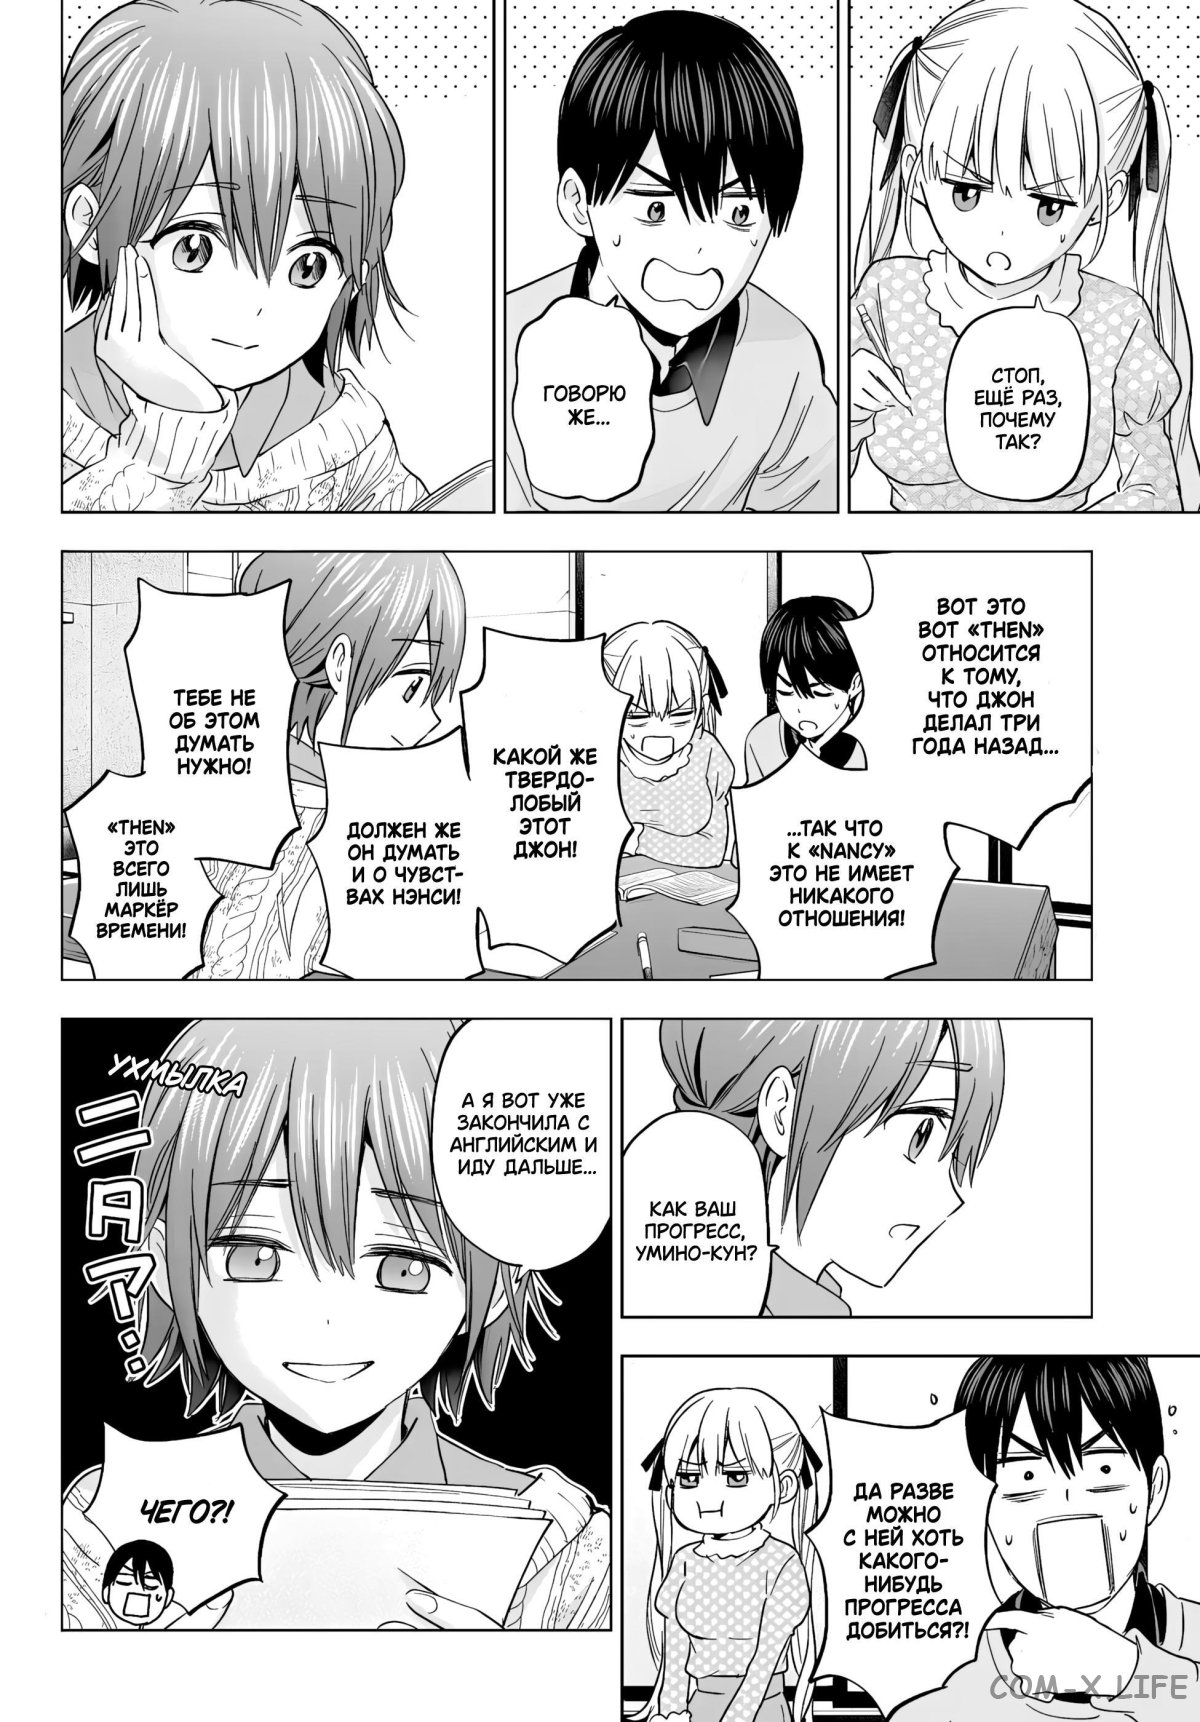 СТОП,
ЕЩЁ РАЗ,
ПОЧЕМУ
ТАК?
ГОВОРЮ
ЖЕ...
ВОТ ЭТО
ВОТ «THEN»
ОТНОСИТСЯ
К ТОМУ,
ЧТО ДЖОН
ДЕЛАЛ ТРИ
ГОДА НАЗАД...
...ТАК ЧТО
К «NANCY»
ЭТО НЕ ИМЕЕТ
НИКАКОГО
ОТНОШЕНИЯ!
КАКОЙ ЖЕ
ТВЕРДО-
ЛОБЫЙ
ЭТОТ
ДЖОН!
ДОЛЖЕН ЖЕ
ОН ДУМАТЬ
И О ЧУВСТ-
ВАХ НЭНСИ!
ТЕБЕ НЕ
ОБ ЭТОМ
ДУМАТЬ
НУЖНО!
«THEN»
ЭТО
ВСЕГО
ЛИШЬ
МАРКЁР
ВРЕМЕНИ!
КАК ВАШ
ПРОГРЕСС,
УМИНО-КУН?
ДА РАЗВЕ
МОЖНО
С НЕЙ ХОТЬ
КАКОГО-
НИБУДЬ
ПРОГРЕССА
ДОБИТЬСЯ?!
А Я ВОТ УЖЕ
ЗАКОНЧИЛА С
АНГЛИЙСКИМ И
ИДУ ДАЛЬШЕ...
УХМЫЛКА
ニタァ…
ЧЕГО?!
COM-X.LIFE